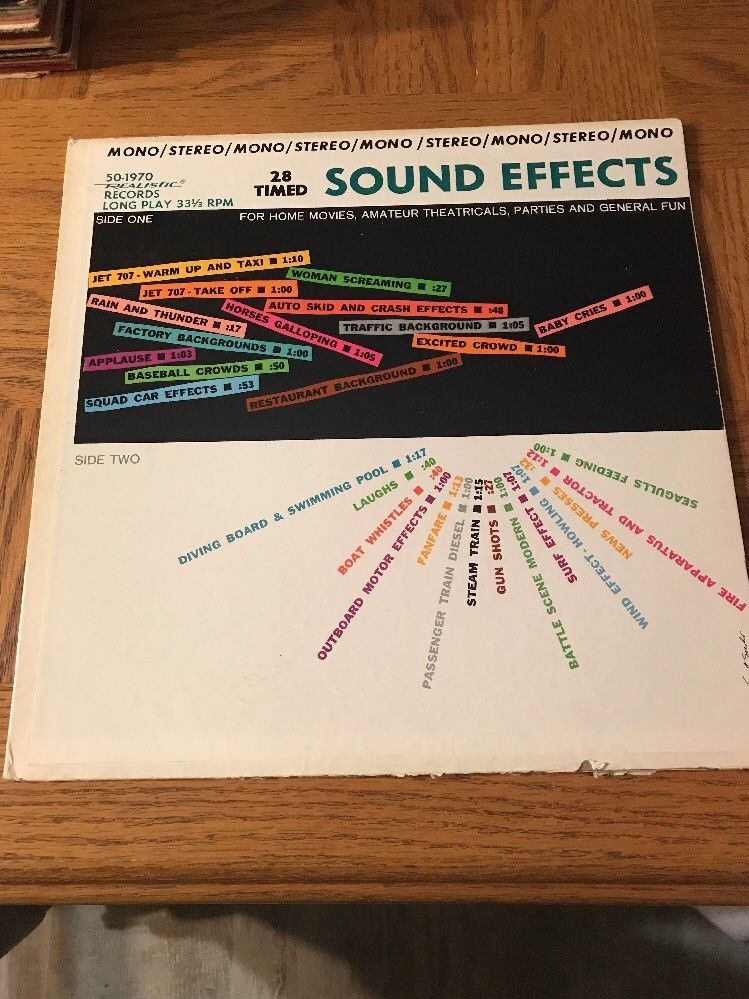 MONO/STEREO/MONO/STEREO/MONO/STEREO/MONO/STEREO/MONO
50-1970
REALISTIC®
RECORDS
LONG PLAY 33⅓ RPM
28
TIMED
SOUND EFFECTS
SIDE ONE
FOR HOME MOVIES, AMATEUR THEATRICALS, PARTIES AND GENERAL FUN
JET 707-WARM UP AND TAXI ■ 1:10
WOMAN SCREAMING ■ :27
JET 707-TAKE OFF ■ 1:00
RAIN AND THUNDER ■ :17
HORSES GALLOPING ■ 1:05
AUTO SKID AND CRASH EFFECTS ■ :48
BABY CRIES ■ 1:00
TRAFFIC BACKGROUND ■ 1:05
FACTORY BACKGROUNDS ■ 1:00
EXCITED CROWD ■ 1:00
APPLAUSE ■ 1:03
BASEBALL CROWDS ■ :50
SQUAD CAR EFFECTS ■ :53
RESTAURANT BACKGROUND ■ 1:00
SIDE TWO
DIVING BOARD & SWIMMING POOL ■ 1:17
LAUGHS ■ :40
BOAT WHISTLES ■ :40
OUTBOARD MOTOR EFFECTS ■ 1:00
FANFARE ■ 1:13
PASSENGER TRAIN DIESEL ■ 1:00
STEAM TRAIN ■ 1:15
GUN SHOTS ■ :27
BATTLE SCENE MODERN ■ 1:00
SURF EFFECT ■ 1:07
WIND EFFECT-HOWLING ■ 1:07
NEWS PRESSES ■ :32
FIRE APPARATUS AND TRACTOR ■ 1:12
SEAGULLS FEEDING ■ 1:00